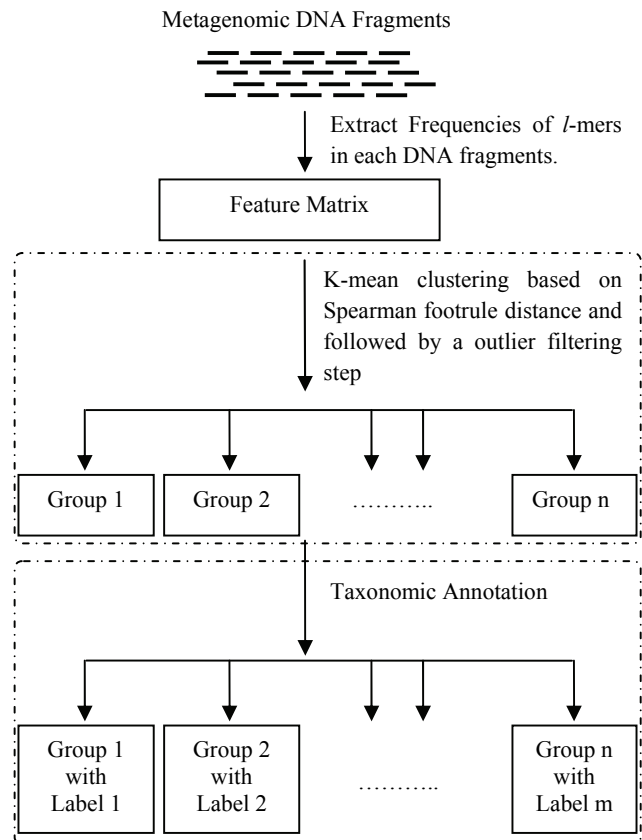 Metagenomic DNA Fragments
Extract Frequencies of l-mers
in each DNA fragments.
Feature Matrix
K-mean clustering based on
Spearman footrule distance and
followed by a outlier filtering
step
Group 1
Group 2
………..
Group n
Taxonomic Annotation
Group 1
with
Label 1
Group 2
with
Label 2
………..
Group n
with
Label m